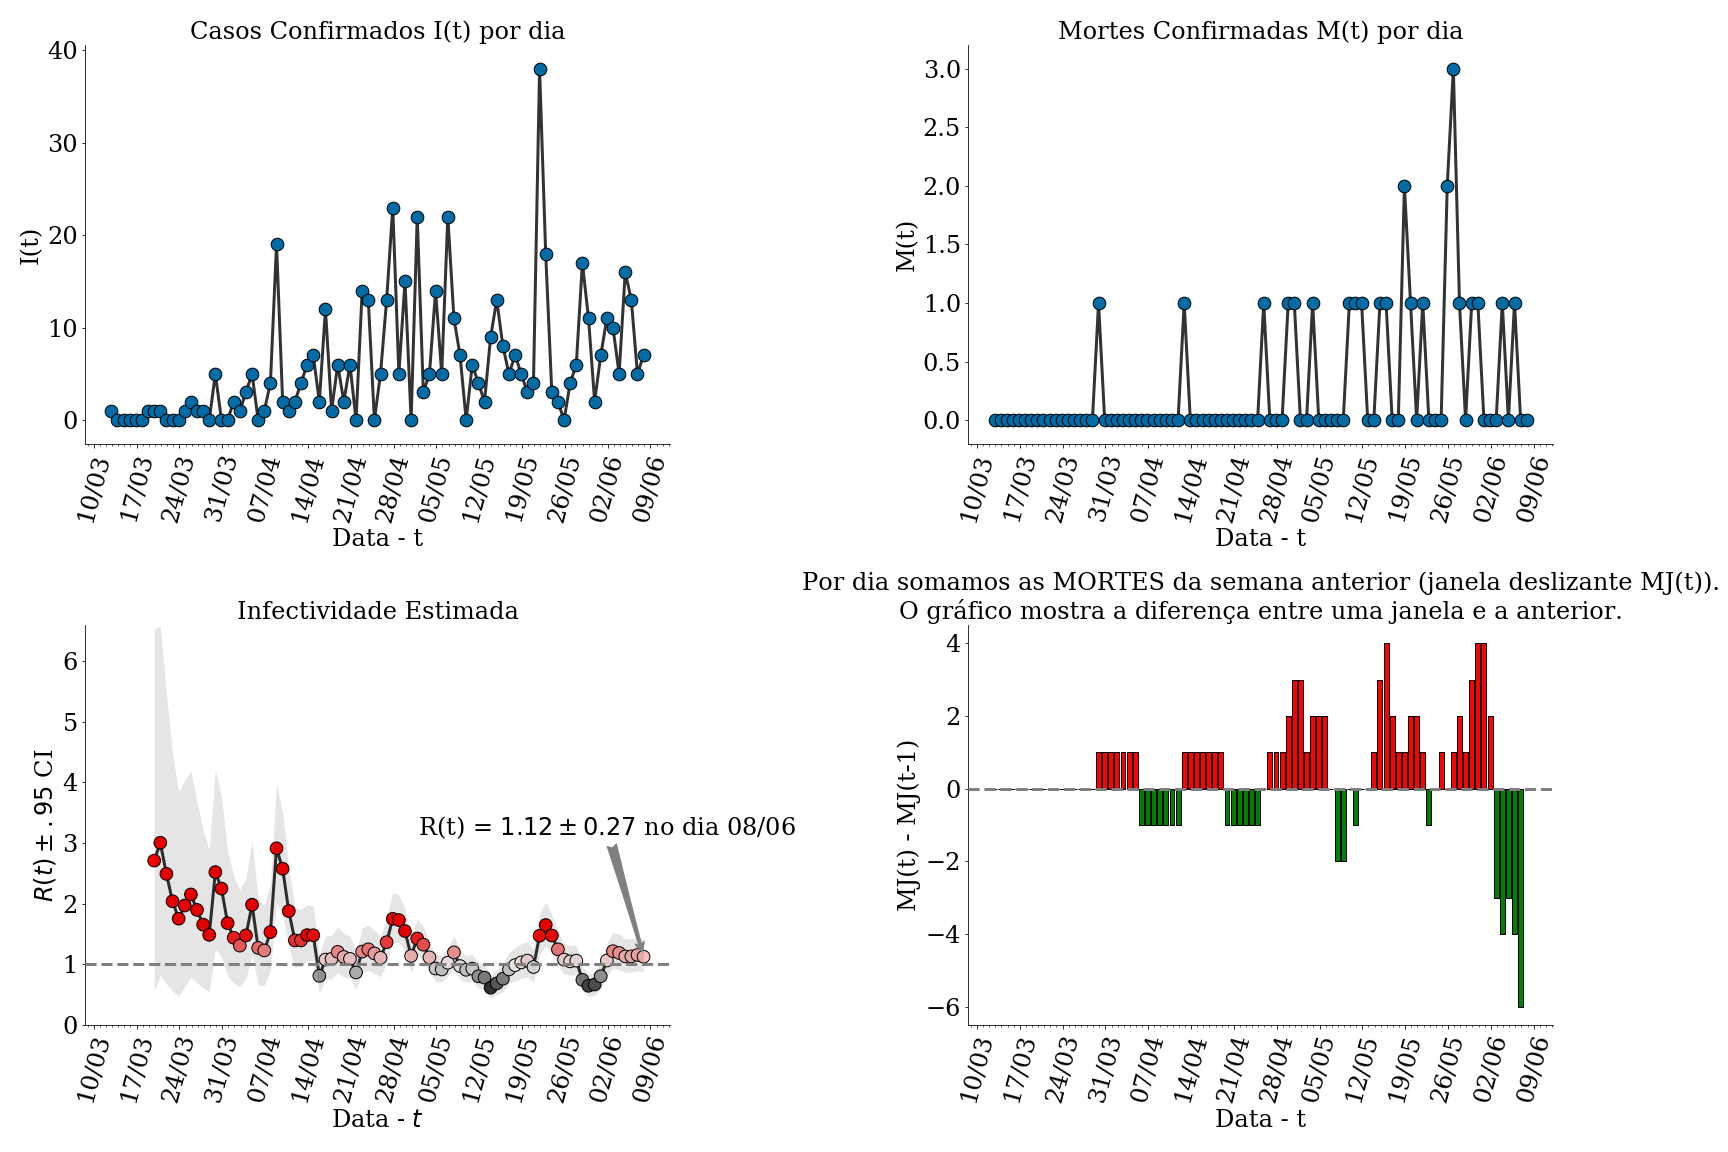 Casos Confirmados I(t) por dia
40
30
20
10
0
I(t)
10/03 17/03 24/03 31/03 07/04 14/04 21/04 28/04 05/05 12/05 19/05 26/05 02/06 09/06
Data - t
Mortes Confirmadas M(t) por dia
3.0
2.5
2.0
1.5
1.0
0.5
0.0
M(t)
10/03 17/03 24/03 31/03 07/04 14/04 21/04 28/04 05/05 12/05 19/05 26/05 02/06 09/06
Data - t
Infectividade Estimada
6
5
4
3
2
1
0
R(t) ± .95 CI
R(t) = 1.12 ± 0.27 no dia 08/06
10/03 17/03 24/03 31/03 07/04 14/04 21/04 28/04 05/05 12/05 19/05 26/05 02/06 09/06
Data - t
Por dia somamos as MORTES da semana anterior (janela deslizante MJ(t)).
O gráfico mostra a diferença entre uma janela e a anterior.
4
2
0
−2
−4
−6
MJ(t) - MJ(t-1)
10/03 17/03 24/03 31/03 07/04 14/04 21/04 28/04 05/05 12/05 19/05 26/05 02/06 09/06
Data - t